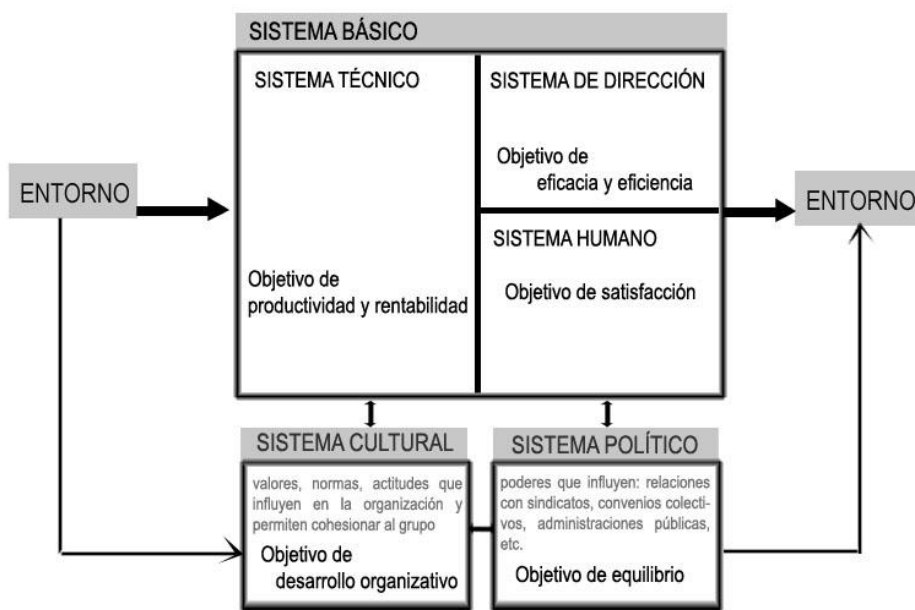 SISTEMA BÁSICO
SISTEMA TÉCNICO
Objetivo de
productividad y rentabilidad
SISTEMA DE DIRECCIÓN
Objetivo de
eficacia y eficiencia
SISTEMA HUMANO
Objetivo de satisfacción
ENTORNO
ENTORNO
SISTEMA CULTURAL
valores, normas, actitudes que
influyen en la organización y
permiten cohesionar al grupo
Objetivo de
desarrollo organizativo
SISTEMA POLÍTICO
poderes que influyen: relaciones
con sindicatos, convenios colecti-
vos, administraciones públicas,
etc.
Objetivo de equilibrio